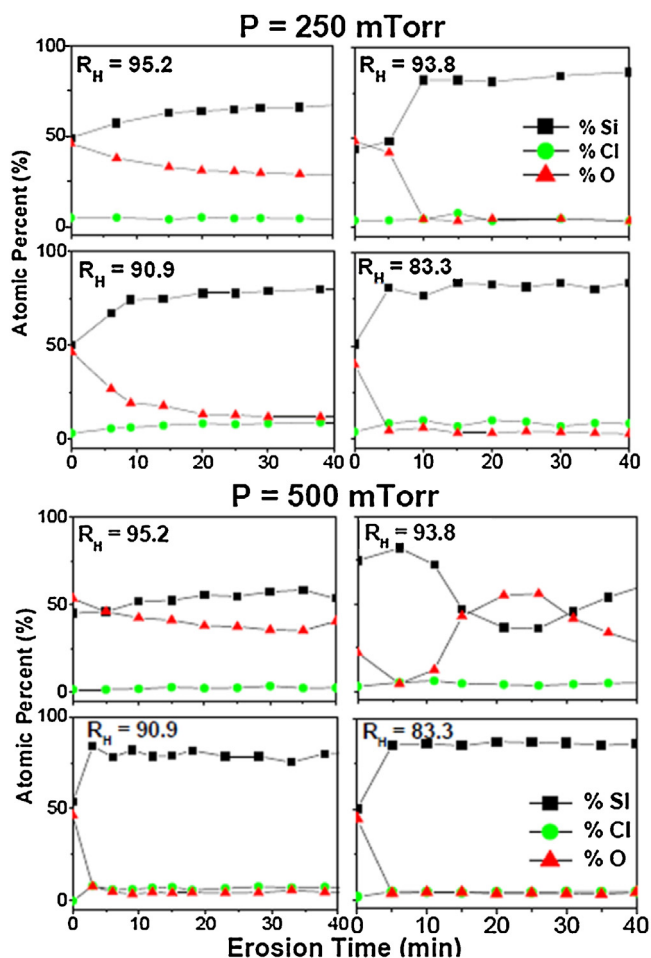 P = 250 mTorr
100
50
0
Atomic Percent (%)
R_H = 95.2
R_H = 93.8
% Si
% Cl
% O
100
50
0
R_H = 90.9
R_H = 83.3
0 10 20 30 40
0 10 20 30 40
P = 500 mTorr
100
50
0
Atomic Percent (%)
R_H = 95.2
R_H = 93.8
100
50
0
R_H = 90.9
R_H = 83.3
% SI
% Cl
% O
0 10 20 30 40
0 10 20 30 40
Erosion Time (min)